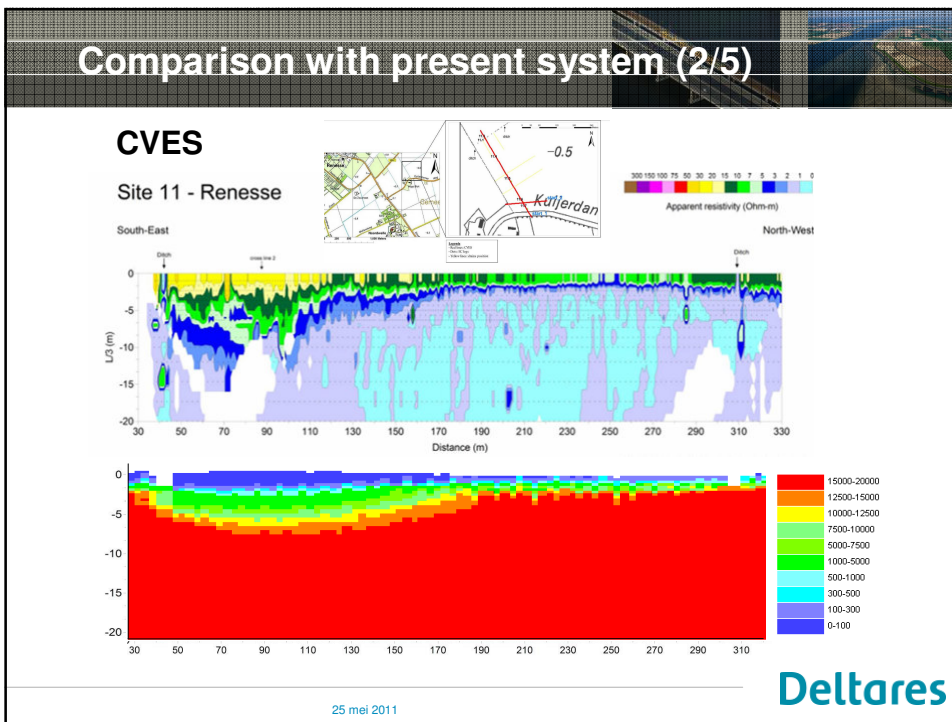 Comparison with present system (2/5)
CVES
Site 11 - Renesse
Renesse
N
-0.5
N
Kuijerdan
300 150 100 75 50 30 20 15 10 7 5 3 2 1 0
Apparent resistivity (Ohm-m)
South-East
North-West
Ditch
cross line 2
Ditch
0
-5
-10
-15
-20
L/3 (m)
30 50 70 90 110 130 150 170 190 210 230 250 270 290 310 330
Distance (m)
0
-5
-10
-15
-20
30 50 70 90 110 130 150 170 190 210 230 250 270 290 310
15000-20000
12500-15000
10000-12500
7500-10000
5000-7500
1000-5000
500-1000
300-500
100-300
0-100
25 mei 2011
Deltares